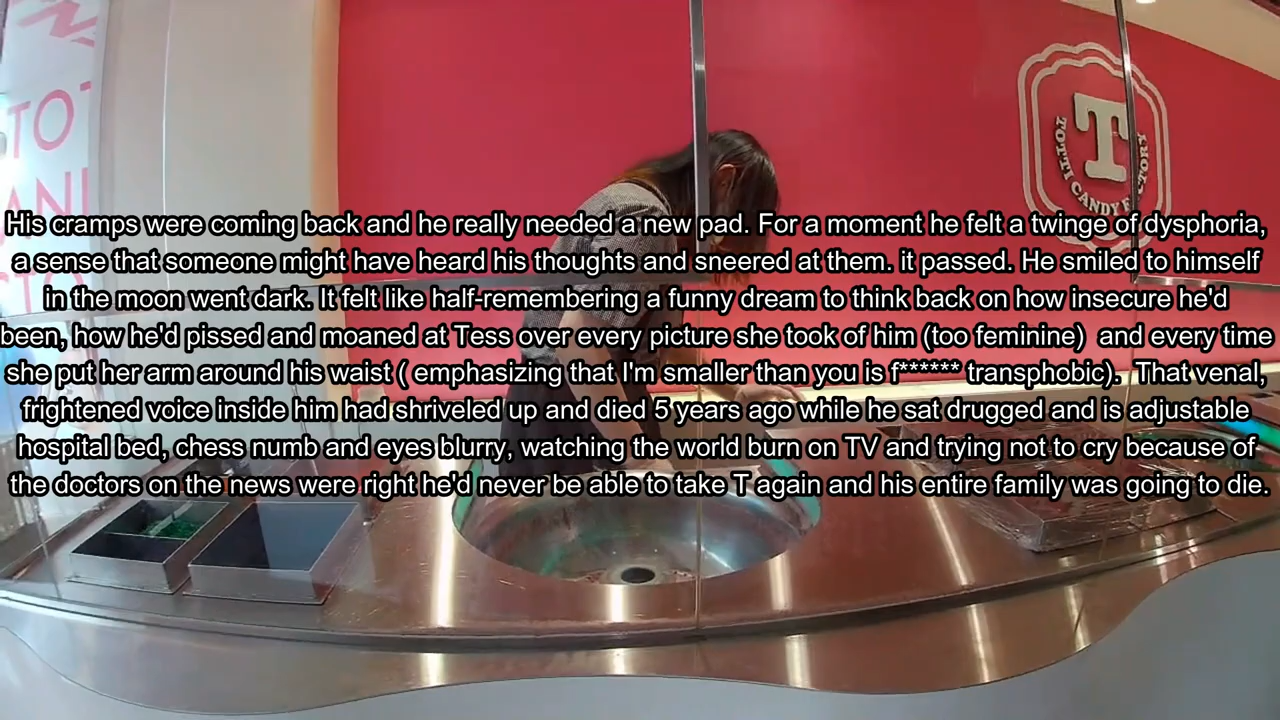 TOT
ANI
CTO
T
TOTTI CANDY FACTORY
His cramps were coming back and he really needed a new pad. For a moment he felt a twinge of dysphoria,
a sense that someone might have heard his thoughts and sneered at them. it passed. He smiled to himself
in the moon went dark. It felt like half-remembering a funny dream to think back on how insecure he'd
been, how he'd pissed and moaned at Tess over every picture she took of him (too feminine)  and every time
she put her arm around his waist ( emphasizing that I'm smaller than you is f****** transphobic).  That venal,
frightened voice inside him had shriveled up and died 5 years ago while he sat drugged and is adjustable
hospital bed, chess numb and eyes blurry, watching the world burn on TV and trying not to cry because of
the doctors on the news were right he'd never be able to take T again and his entire family was going to die.